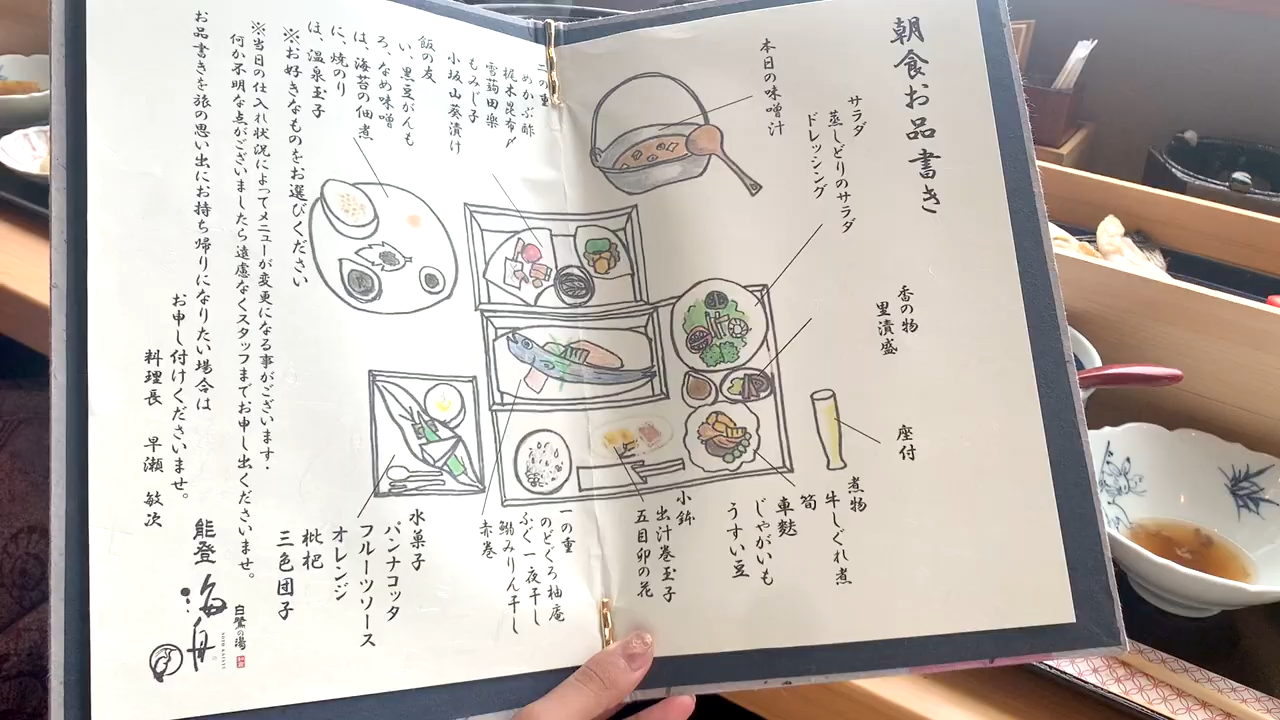 朝食お品書き
本日の味噌汁
サラダ
蒸しどりのサラダ
ドレッシング
香の物
里漬盛
座付
煮物
牛しぐれ煮
筍
車麩
じゃがいも
うすい豆
小鉢
出汁巻玉子
五目卯の花
一の重
のどぐろ柚庵
ふぐ一夜干し
鰯みりん干し
赤巻
二の重
めかぶ酢
梶木昆布〆
もみじ子
雪蒟田楽
小坂山葵漬け
飯の友
い、黒豆がんも
ろ、なめ味噌
は、海苔の佃煮
に、焼のり
ほ、温泉玉子
※お好きなものをお選びください
水菓子
パンナコッタ
フルーツソース
オレンジ
枇杷
三色団子
※当日の仕入れ状況によってメニューが変更になる事がございます・
何か不明な点がございましたら遠慮なくスタッフまでお申し出くださいませ。
お品書きを旅の思い出にお持ち帰りになりたい場合は
お申し付けくださいませ。
料理長 早瀬 敏次
能登 海舟
白鷺の湯